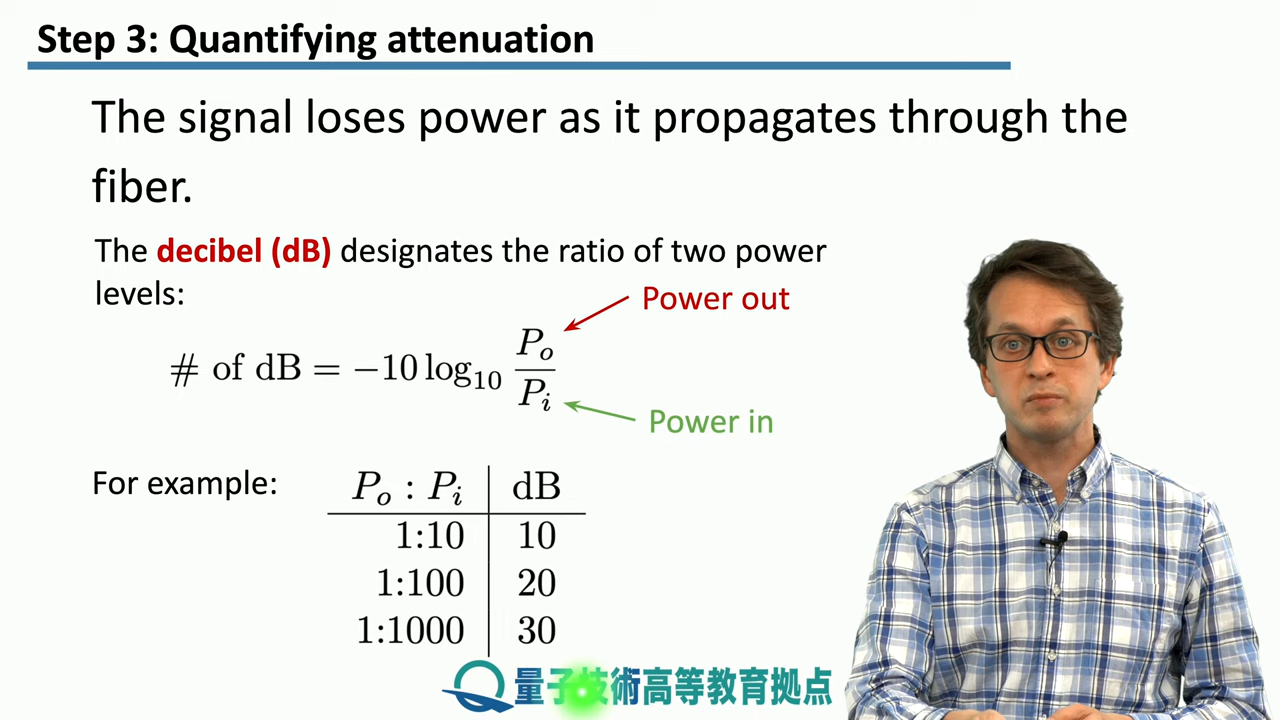 Step 3: Quantifying attenuation
The signal loses power as it propagates through the
fiber.
The decibel (dB) designates the ratio of two power
levels:
Power out
# of dB = −10 log₁₀ Pₒ/Pᵢ
Power in
For example:
Pₒ : Pᵢ dB
1:10 10
1:100 20
1:1000 30
量子技術高等教育拠点